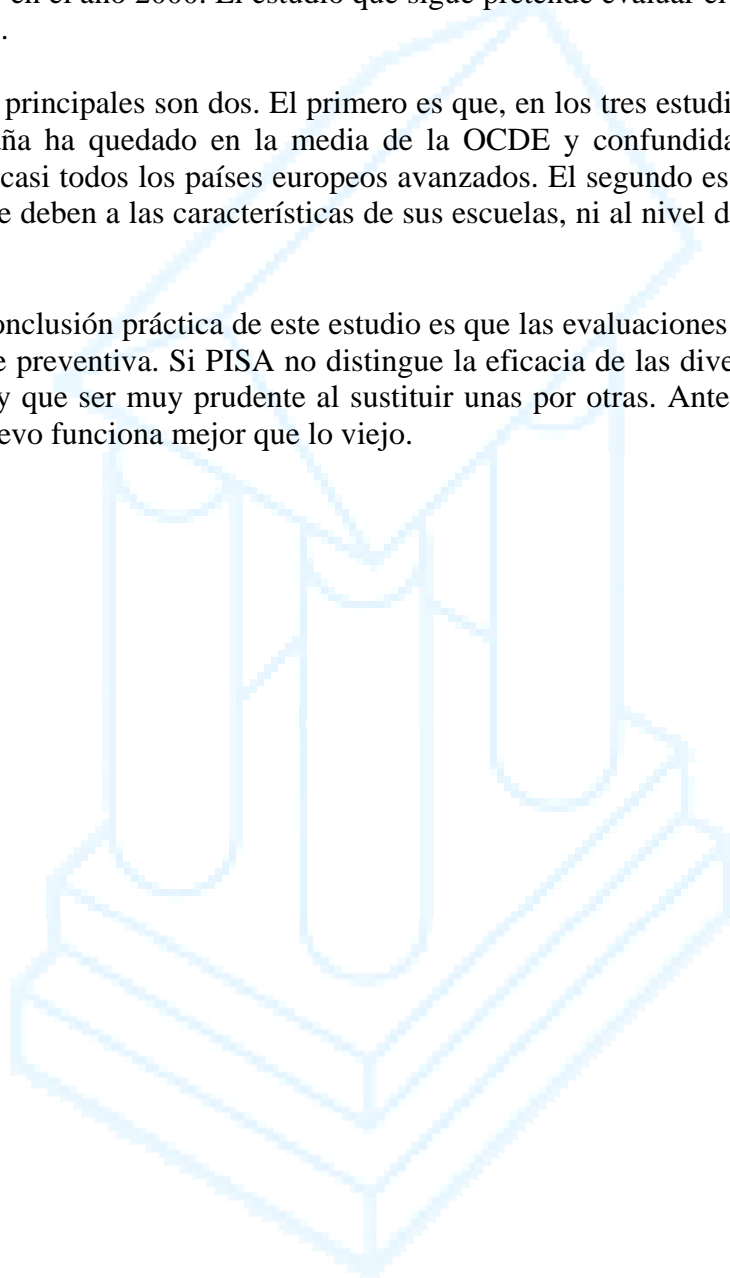 en el año 2000. El estudio que sigue pretende evaluar el
.
principales son dos. El primero es que, en los tres estudi
aña ha quedado en la media de la OCDE y confundida
casi todos los países europeos avanzados. El segundo es
e deben a las características de sus escuelas, ni al nivel d
onclusión práctica de este estudio es que las evaluaciones
e preventiva. Si PISA no distingue la eficacia de las dive
y que ser muy prudente al sustituir unas por otras. Ante
evo funciona mejor que lo viejo.